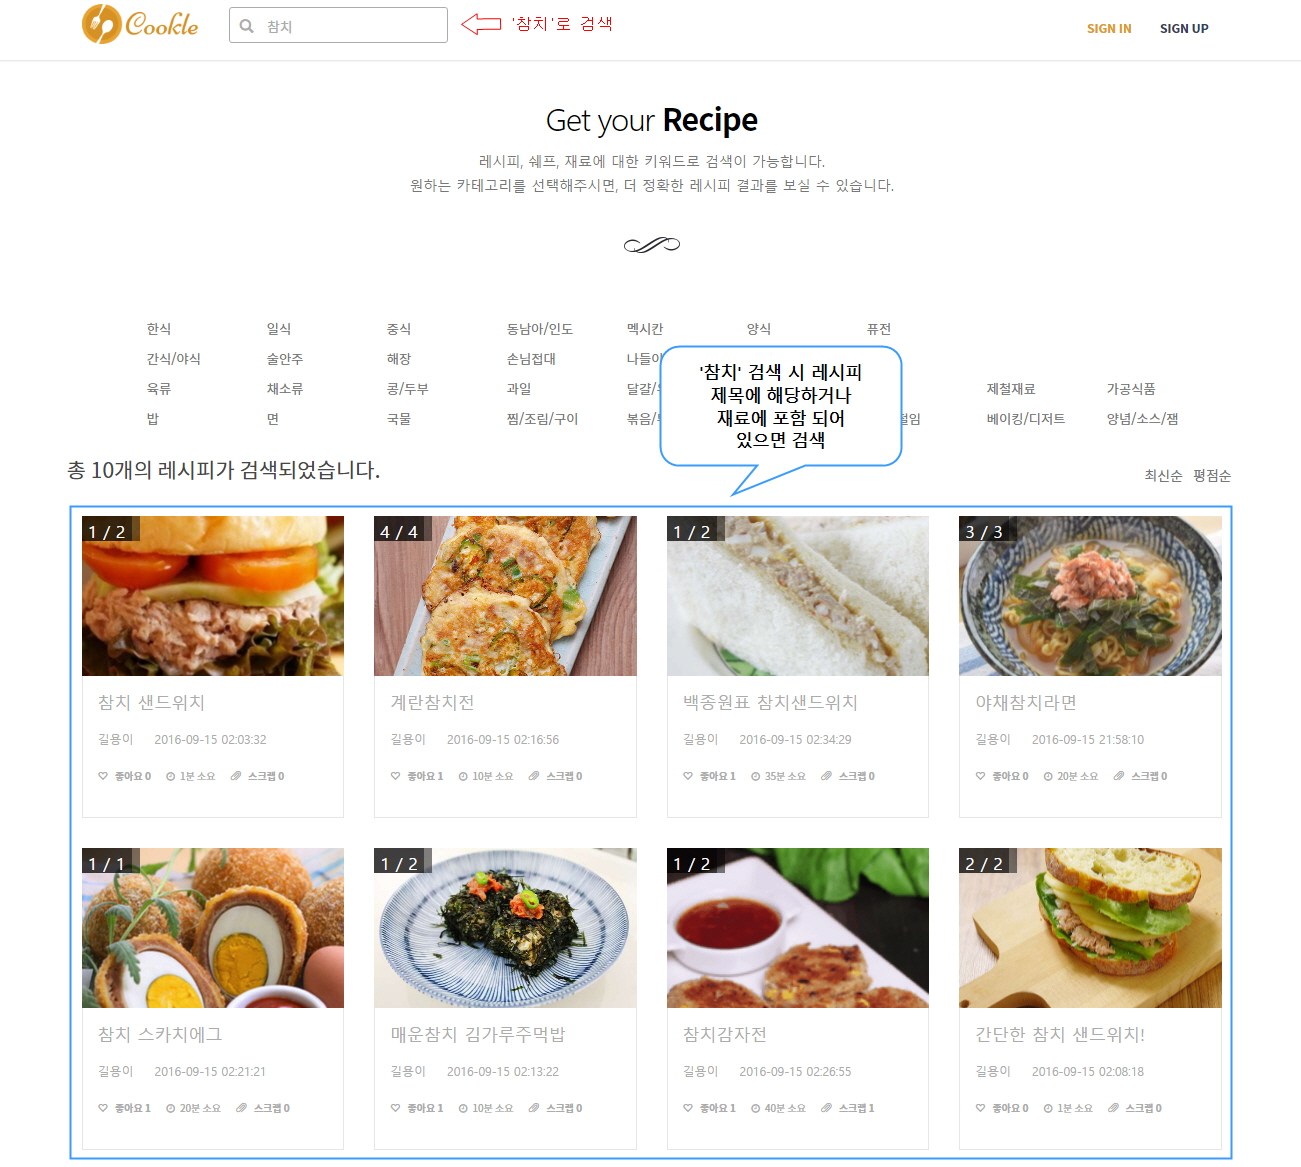 Cookle
참치
'참치'로 검색
SIGN IN SIGN UP
Get your Recipe
레시피, 쉐프, 재료에 대한 키워드로 검색이 가능합니다.
원하는 카테고리를 선택해주시면, 더 정확한 레시피 결과를 보실 수 있습니다.
한식 일식 중식 동남아/인도 멕시칸 양식 퓨전
간식/야식 술안주 해장 손님접대
육류 채소류 콩/두부 과일 제철재료 가공식품
밥 면 국물 찜/조림/구이 베이킹/디저트 양념/소스/잼
'참치' 검색 시 레시피
제목에 해당하거나
재료에 포함 되어
있으면 검색
총 10개의 레시피가 검색되었습니다.
최신순 평점순
1 / 2 4 / 4 1 / 2 3 / 3
참치 샌드위치 계란참치전 백종원표 참치샌드위치 야채참치라면
길용이 2016-09-15 02:03:32 길용이 2016-09-15 02:16:56 길용이 2016-09-15 02:34:29 길용이 2016-09-15 21:58:10
좋아요 0 1분 소요 스크랩 0 좋아요 1 10분 소요 스크랩 0 좋아요 1 35분 소요 스크랩 0 좋아요 0 20분 소요 스크랩 0
1 / 1 1 / 2 1 / 2 2 / 2
참치 스카치에그 매운참치 김가루주먹밥 참치감자전 간단한 참치 샌드위치!
길용이 2016-09-15 02:21:21 길용이 2016-09-15 02:13:22 길용이 2016-09-15 02:26:55 길용이 2016-09-15 02:08:18
좋아요 1 20분 소요 스크랩 0 좋아요 1 10분 소요 스크랩 0 좋아요 1 40분 소요 스크랩 1 좋아요 0 1분 소요 스크랩 0